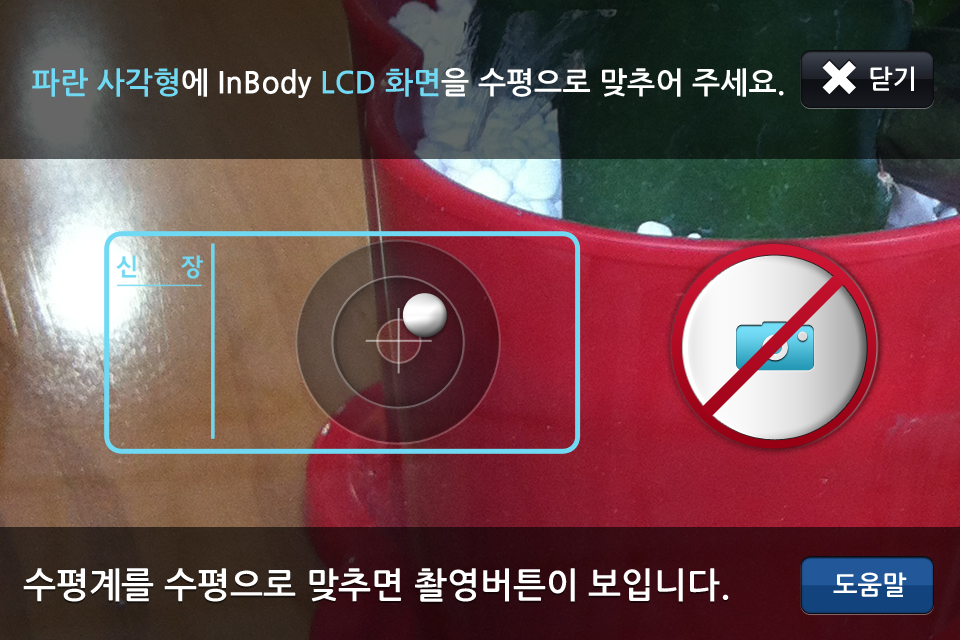 파란 사각형에 InBody LCD 화면을 수평으로 맞추어 주세요.
닫기
신 장
수평계를 수평으로 맞추면 촬영버튼이 보입니다.
도움말